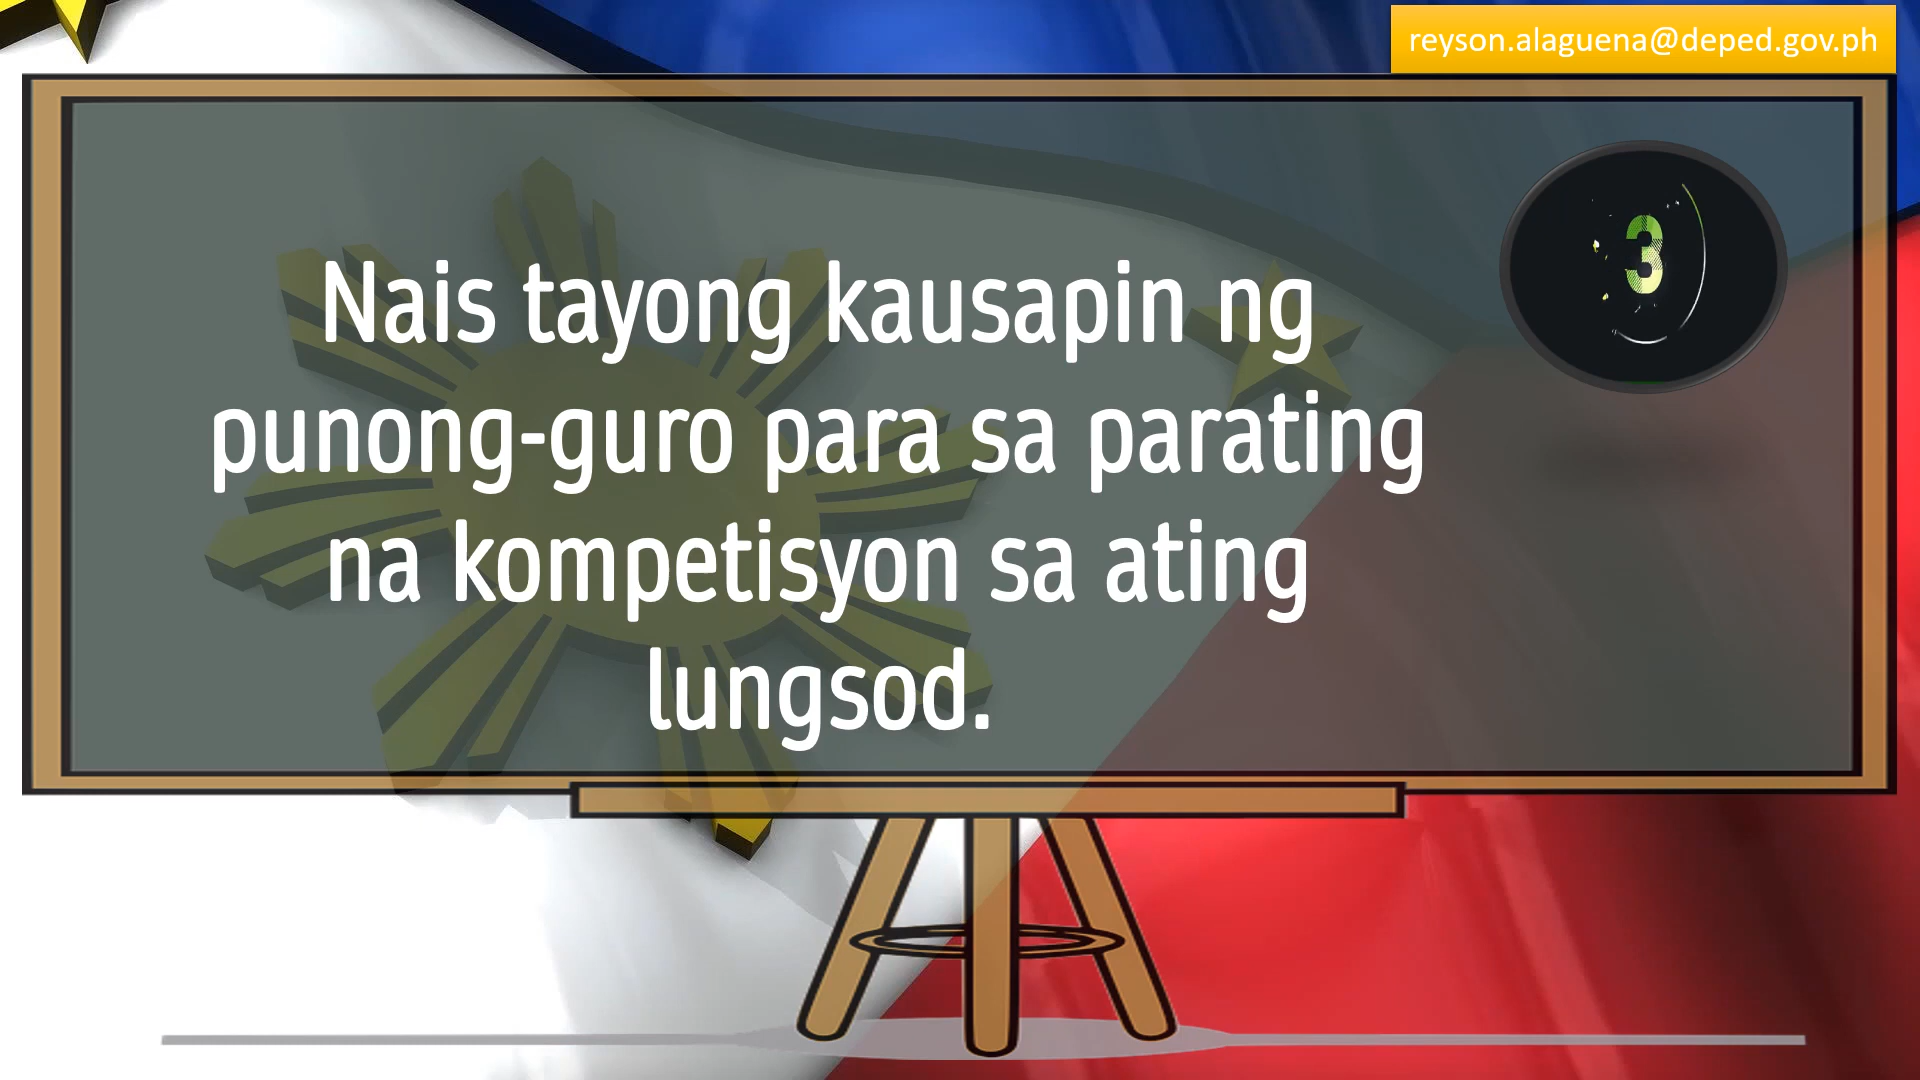 reyson.alaguena@deped.gov.ph
3
Nais tayong kausapin ng
punong-guro para sa parating
na kompetisyon sa ating
lungsod.